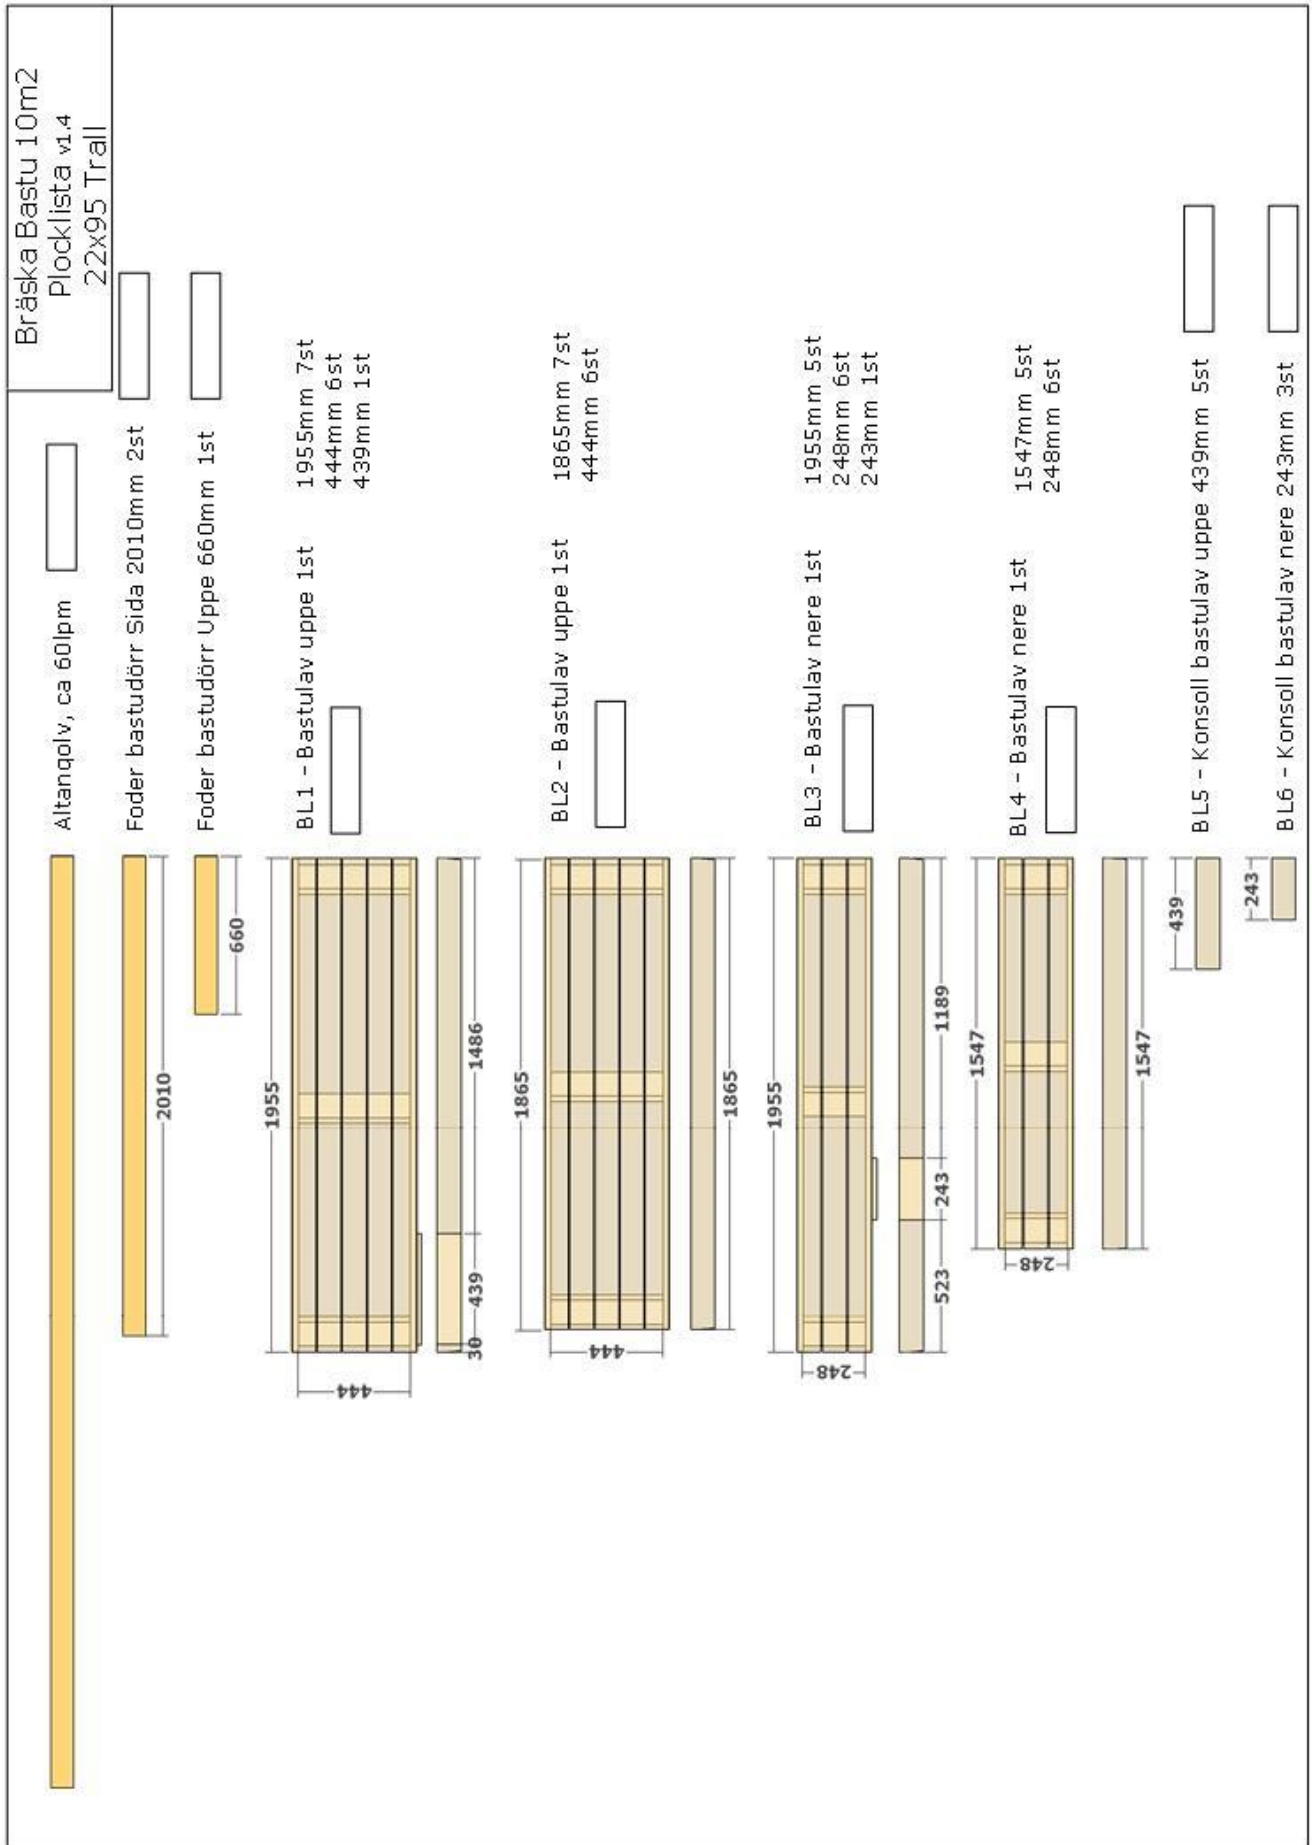 Bräska Bastu 10m2
Plocklista v1.4
22x95 Trall
Altangolv, ca 60lpm
Foder bastudörr Sida 2010mm 2st
2010
Foder bastudörr Uppe 660mm 1st
660
BL1 - Bastulav uppe 1st
1955mm 7st
444mm 6st
439mm 1st
1955
444
30
439
1486
BL2 - Bastulav uppe 1st
1865mm 7st
444mm 6st
1865
444
1865
BL3 - Bastulav nere 1st
1955mm 5st
248mm 6st
243mm 1st
1955
248
523
243
1189
BL4 - Bastulav nere 1st
1547mm 5st
248mm 6st
1547
248
1547
BL5 - Konsoll bastulav uppe 439mm 5st
439
BL6 - Konsoll bastulav nere 243mm 3st
243